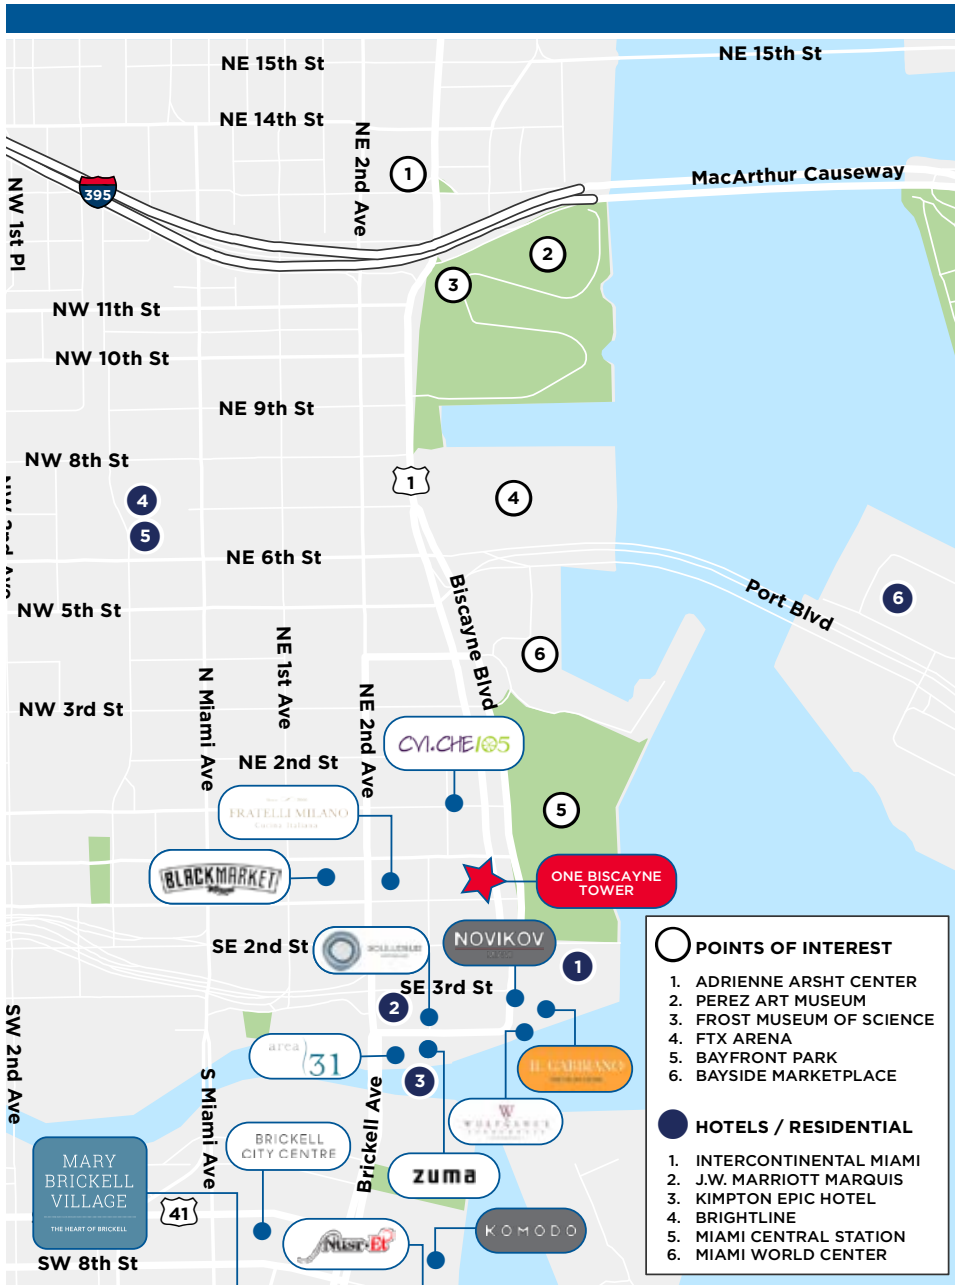 NE 15th St
NE 15th St
NE 14th St
NE 2nd Ave
1
MacArthur Causeway
395
NW 1st Pl
2
3
NW 11th St
NW 10th St
NE 9th St
NW 8th St
1
4
4
5
NE 6th St
Biscayne Blvd
Port Blvd
6
NW 5th St
NE 1st Ave
6
N Miami Ave
NE 2nd Ave
NW 3rd St
CVI.CHE 105
NE 2nd St
FRATELLI MILANO
5
BLACKMARKET
ONE BISCAYNE
TOWER
SE 2nd St
NOVIKOV
1
SE 3rd St
2
SW 2nd Ave
area
31
3
IL GABBIANO
S Miami Ave
Brickell Ave
BRICKELL
CITY CENTRE
MARY
BRICKELL
VILLAGE
THE HEART OF BRICKELL
zuma
41
Nusr-Et
KOMODO
SW 8th St
POINTS OF INTEREST
1. ADRIENNE ARSHT CENTER
2. PEREZ ART MUSEUM
3. FROST MUSEUM OF SCIENCE
4. FTX ARENA
5. BAYFRONT PARK
6. BAYSIDE MARKETPLACE
HOTELS / RESIDENTIAL
1. INTERCONTINENTAL MIAMI
2. J.W. MARRIOTT MARQUIS
3. KIMPTON EPIC HOTEL
4. BRIGHTLINE
5. MIAMI CENTRAL STATION
6. MIAMI WORLD CENTER